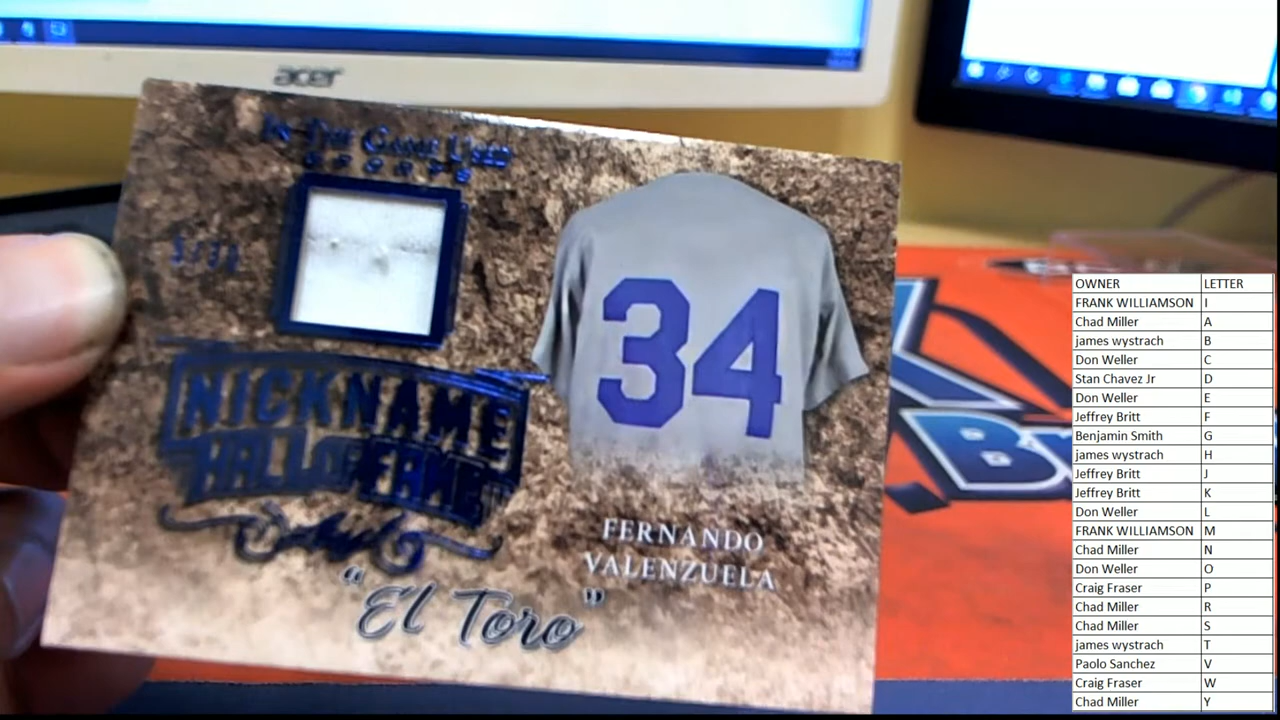 acer
IN THE GAME USED
SPORTS
NICKNAME
HALL OF FAME
34
FERNANDO
VALENZUELA
"El Toro"
OWNER LETTER
FRANK WILLIAMSON I
Chad Miller A
james wystrach B
Don Weller C
Stan Chavez Jr D
Don Weller E
Jeffrey Britt F
Benjamin Smith G
james wystrach H
Jeffrey Britt J
Jeffrey Britt K
Don Weller L
FRANK WILLIAMSON M
Chad Miller N
Don Weller O
Craig Fraser P
Chad Miller R
Chad Miller S
james wystrach T
Paolo Sanchez V
Craig Fraser W
Chad Miller Y